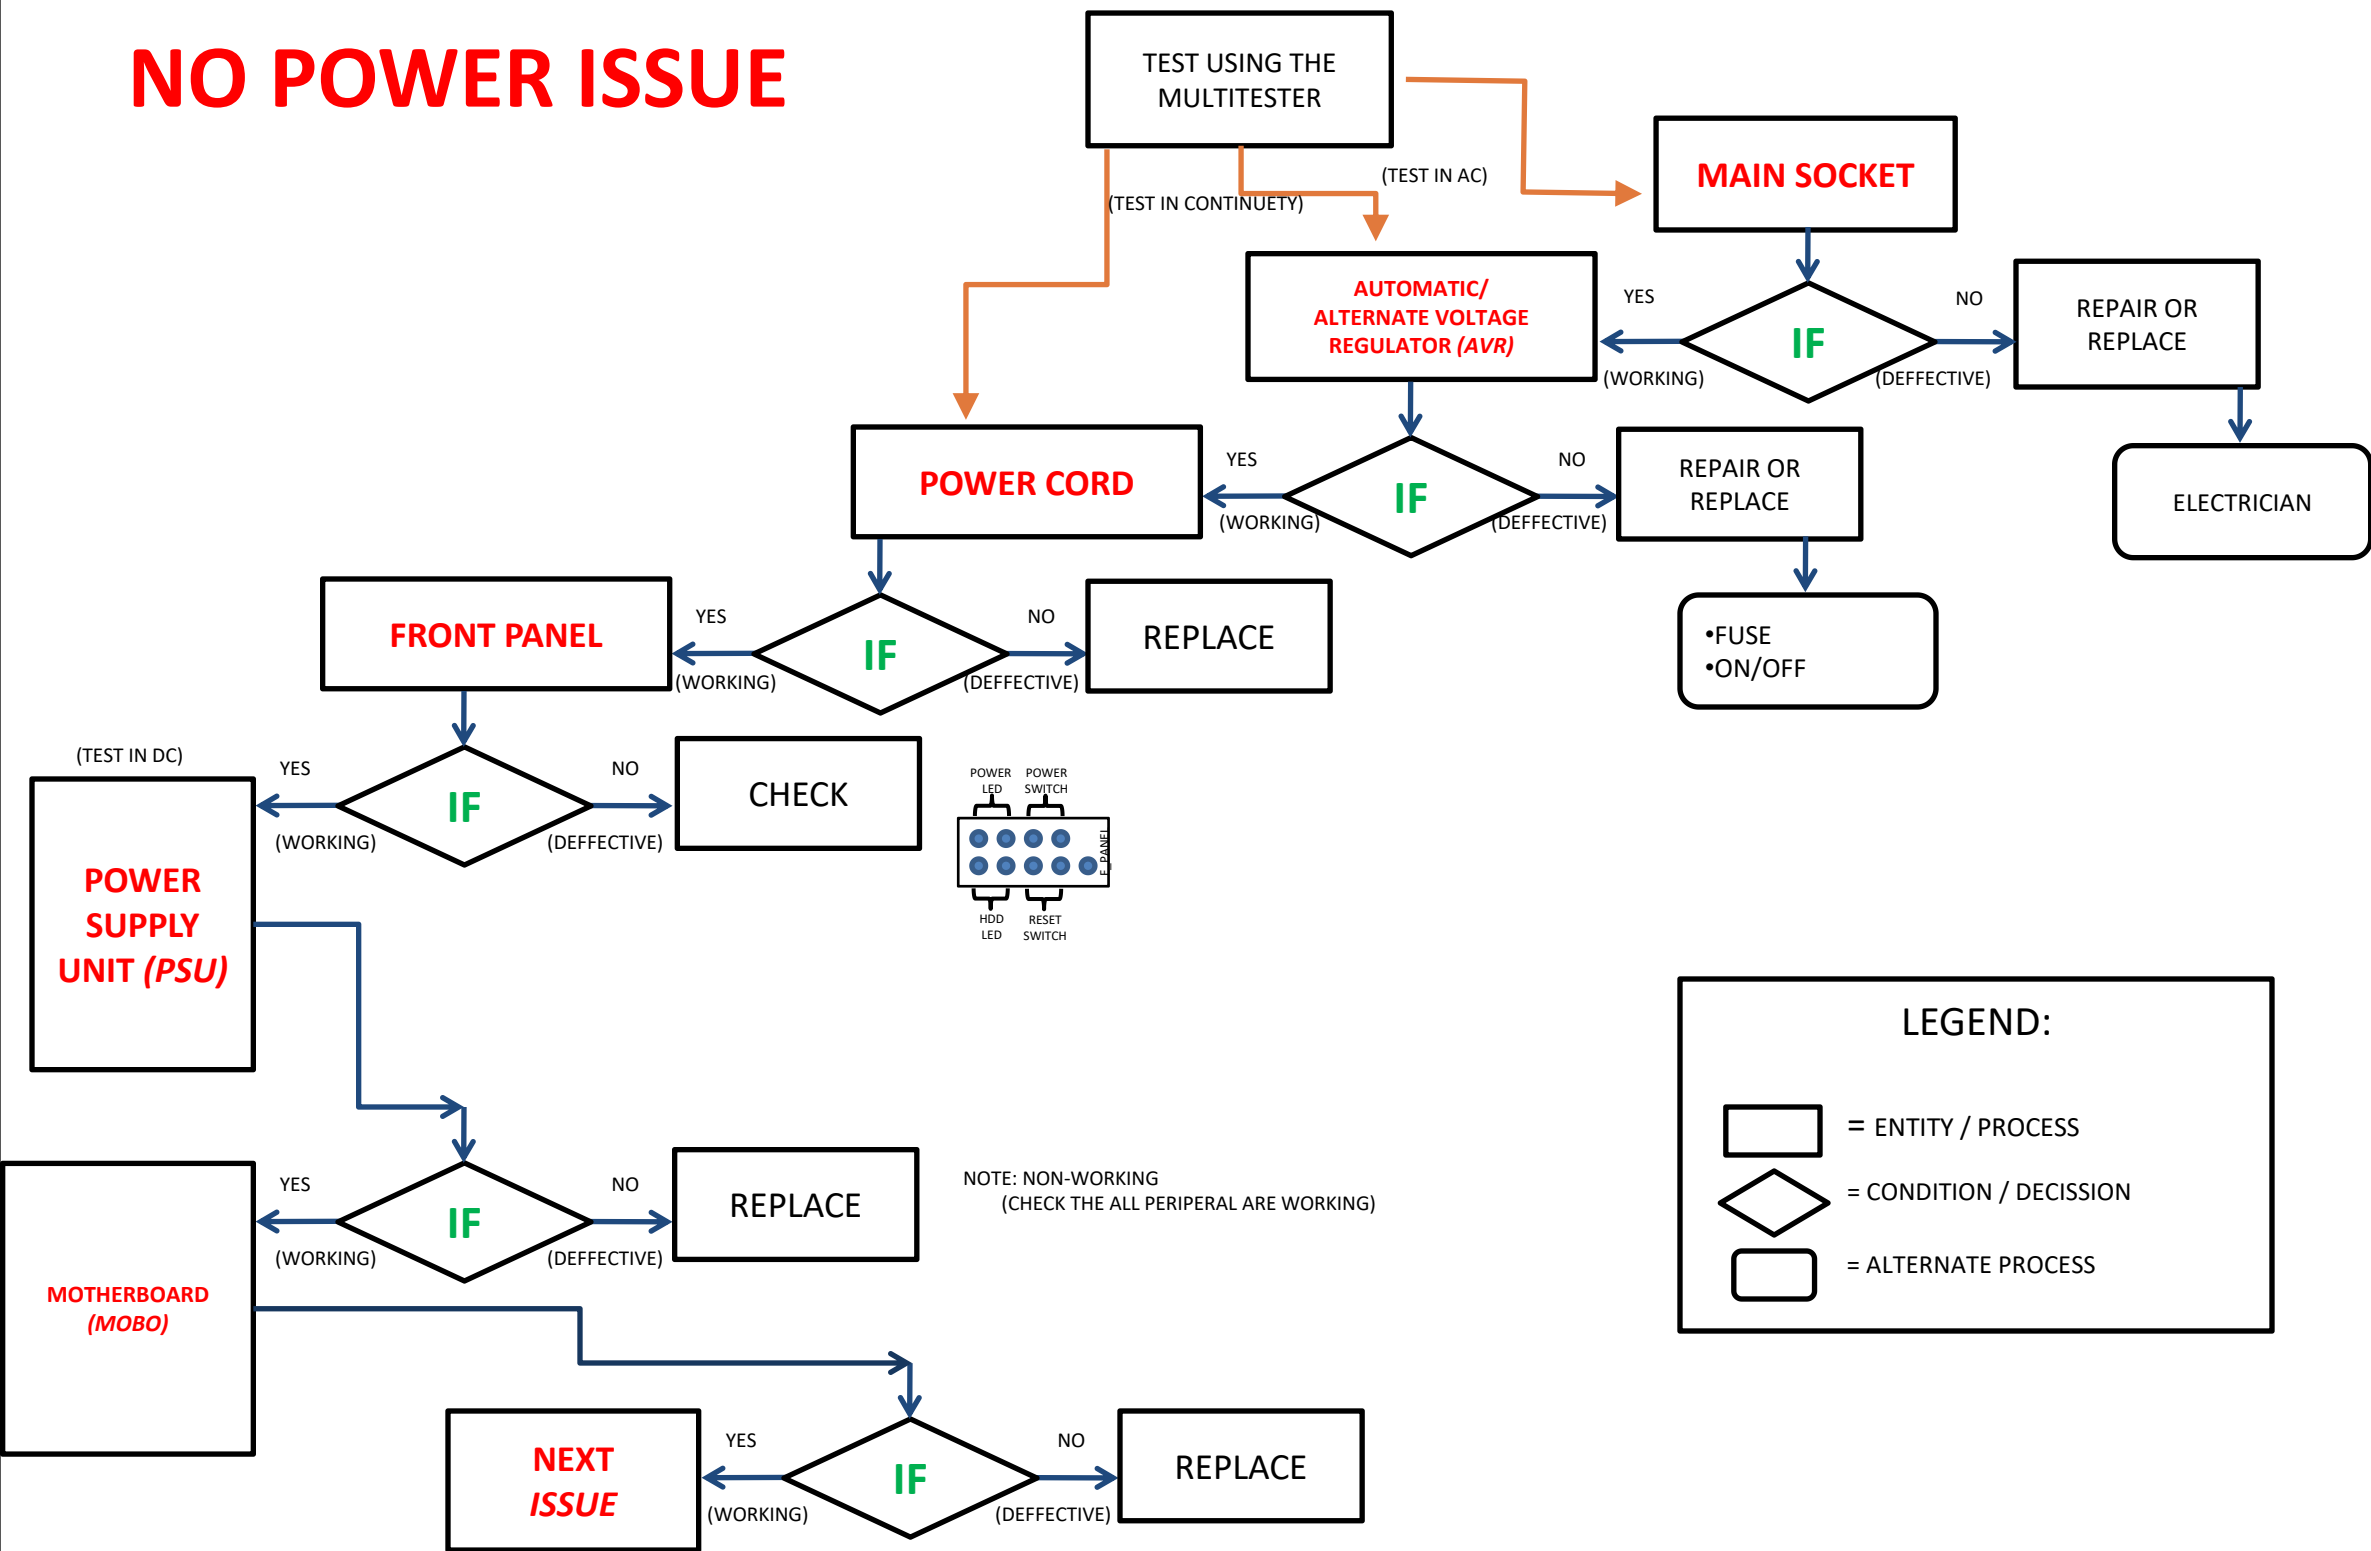 NO POWER ISSUE
TEST USING THE
MULTITESTER
(TEST IN AC)
(TEST IN CONTINUETY)
MAIN SOCKET
AUTOMATIC/
ALTERNATE VOLTAGE
REGULATOR (AVR)
YES
(WORKING)
IF
NO
(DEFFECTIVE)
REPAIR OR
REPLACE
ELECTRICIAN
POWER CORD
YES
(WORKING)
IF
NO
(DEFFECTIVE)
REPAIR OR
REPLACE
•FUSE
•ON/OFF
FRONT PANEL
YES
(WORKING)
IF
NO
(DEFFECTIVE)
REPLACE
(TEST IN DC)
POWER
SUPPLY
UNIT (PSU)
YES
(WORKING)
IF
NO
(DEFFECTIVE)
CHECK
POWER
LED
POWER
SWITCH
F_PANEL
HDD
LED
RESET
SWITCH
MOTHERBOARD
(MOBO)
YES
(WORKING)
IF
NO
(DEFFECTIVE)
REPLACE
NOTE: NON-WORKING
(CHECK THE ALL PERIPERAL ARE WORKING)
NEXT
ISSUE
YES
(WORKING)
IF
NO
(DEFFECTIVE)
REPLACE
LEGEND:
= ENTITY / PROCESS
= CONDITION / DECISSION
= ALTERNATE PROCESS